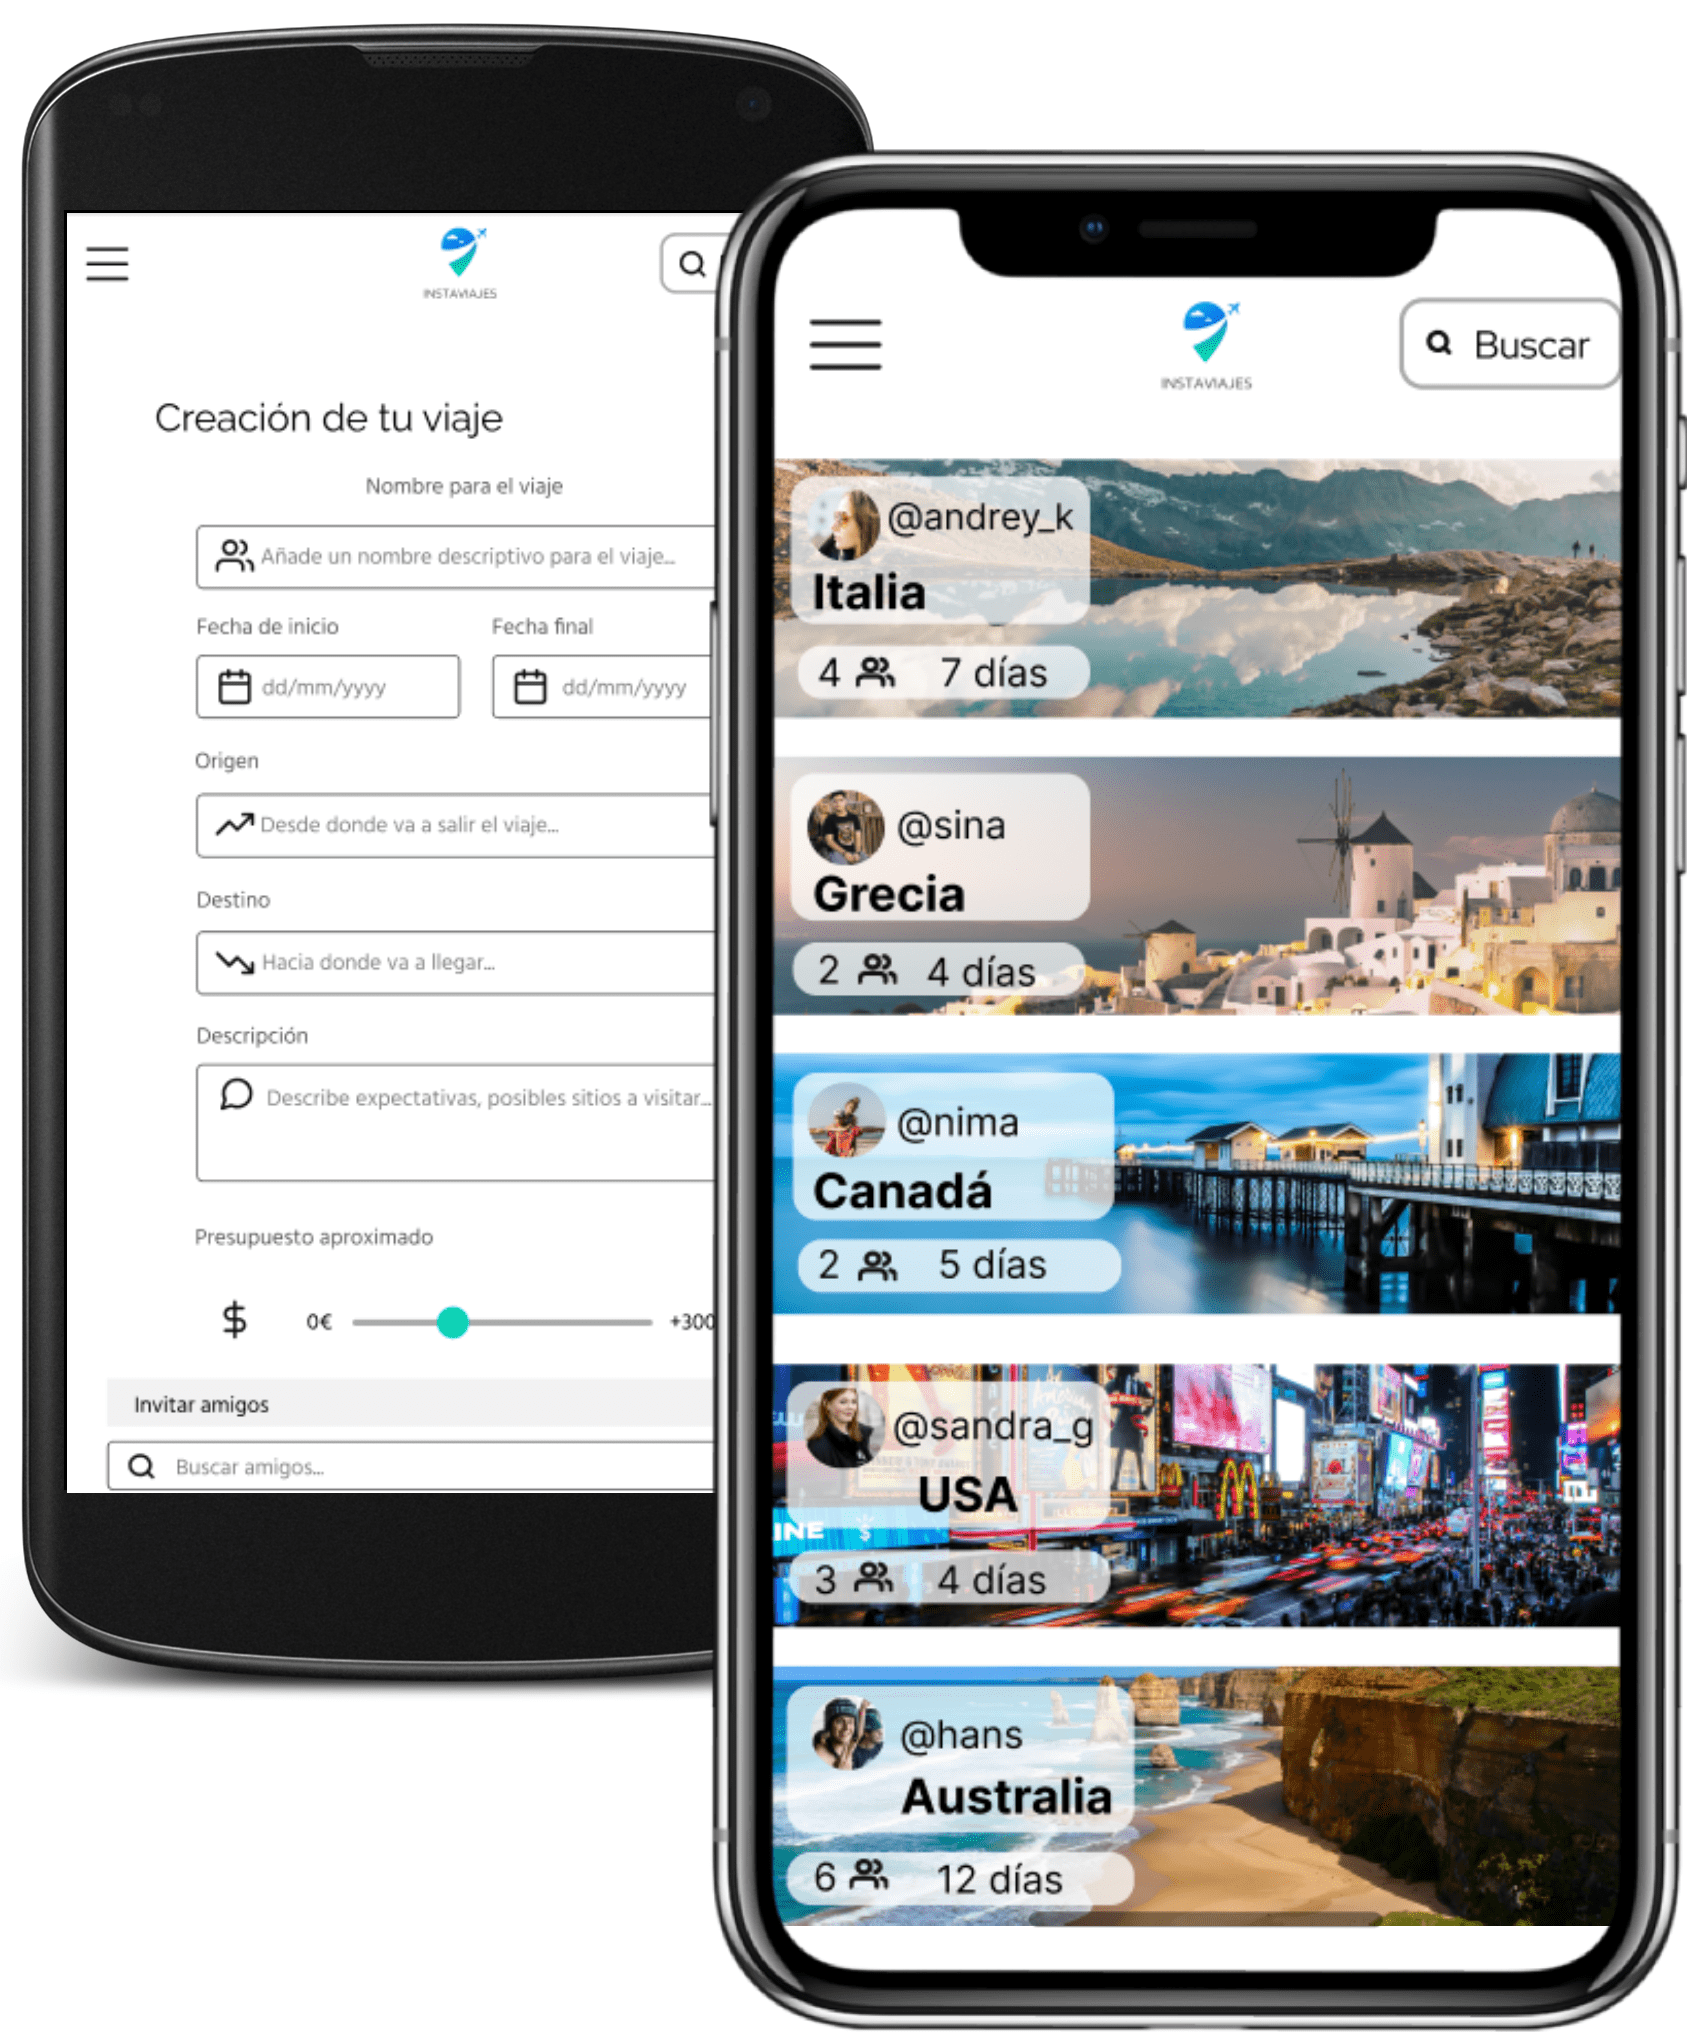 INSTAVIAJES
Creación de tu viaje
Nombre para el viaje
Añade un nombre descriptivo para el viaje...
Fecha de inicio
Fecha final
dd/mm/yyyy
dd/mm/yyyy
Origen
Desde donde va a salir el viaje...
Destino
Hacia donde va a llegar...
Descripción
Describe expectativas, posibles sitios a visitar...
Presupuesto aproximado
$ 0€ +300
Invitar amigos
Buscar amigos...
INSTAVIAJES
Buscar
@andrey_k
Italia
4 7 días
@sina
Grecia
2 4 días
@nima
Canadá
2 5 días
@sandra_g
USA
3 4 días
@hans
Australia
6 12 días